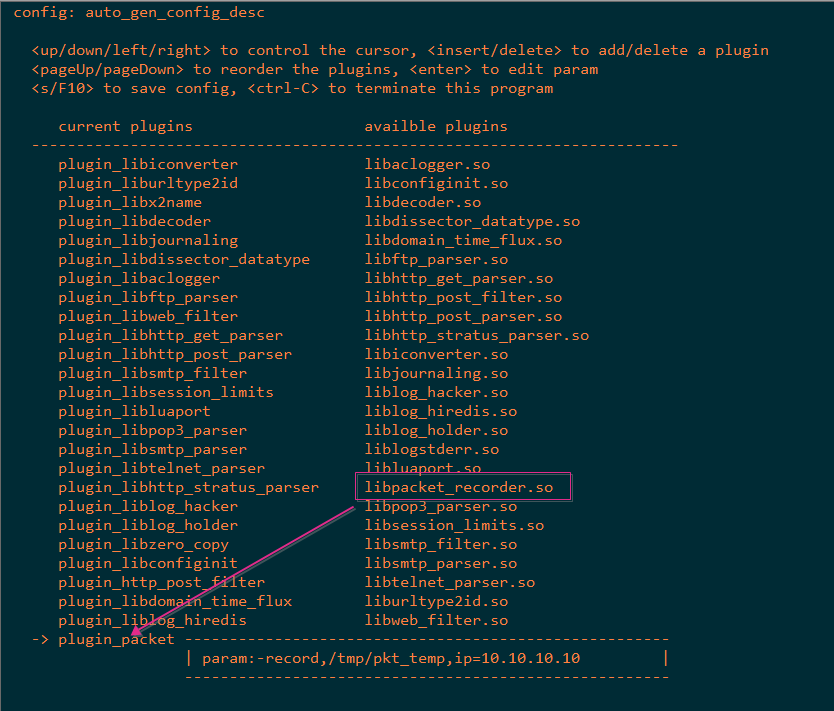 config: auto_gen_config_desc
<up/down/left/right> to control the cursor, <insert/delete> to add/delete a plugin
<pageUp/pageDown> to reorder the plugins, <enter> to edit param
<s/F10> to save config, <ctrl-C> to terminate this program
current plugins availble plugins
---------------------------------------------------------------------
plugin_libiconverter libaclogger.so
plugin_liburltype2id libconfiginit.so
plugin_libx2name libdecoder.so
plugin_libdecoder libdissector_datatype.so
plugin_libjournaling libdomain_time_flux.so
plugin_libdissector_datatype libftp_parser.so
plugin_libaclogger libhttp_get_parser.so
plugin_libftp_parser libhttp_post_filter.so
plugin_libweb_filter libhttp_post_parser.so
plugin_libhttp_get_parser libhttp_stratus_parser.so
plugin_libhttp_post_parser libiconverter.so
plugin_libsmtp_filter libjournaling.so
plugin_libsession_limits liblog_hacker.so
plugin_libluaport liblog_hiredis.so
plugin_libpop3_parser liblog_holder.so
plugin_libsmtp_parser liblogstderr.so
plugin_libtelnet_parser libluaport.so
plugin_libhttp_stratus_parser libpacket_recorder.so
plugin_liblog_hacker libpop3_parser.so
plugin_liblog_holder libsession_limits.so
plugin_libzero_copy libsmtp_filter.so
plugin_libconfiginit libsmtp_parser.so
plugin_http_post_filter libtelnet_parser.so
plugin_libdomain_time_flux liburltype2id.so
plugin_liblog_hiredis libweb_filter.so
-> plugin_packet ------------------------------------------------------
| param:-record,/tmp/pkt_temp,ip=10.10.10.10 |
------------------------------------------------------